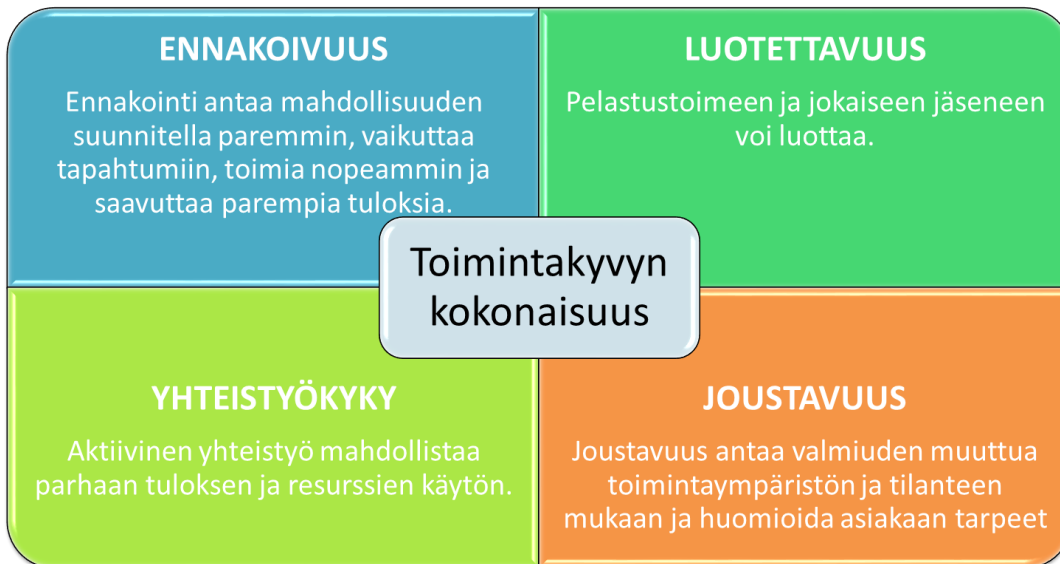 ENNAKOIVUUS
Ennakointi antaa mahdollisuuden
suunnitella paremmin, vaikuttaa
tapahtumiin, toimia nopeammin ja
saavuttaa parempia tuloksia.
LUOTETTAVUUS
Pelastustoimeen ja jokaiseen jäseneen
voi luottaa.
Toimintakyvyn
kokonaisuus
YHTEISTYÖKYKY
Aktiivinen yhteistyö mahdollistaa
parhaan tuloksen ja resurssien käytön.
JOUSTAVUUS
Joustavuus antaa valmiuden muuttua
toimintaympäristön ja tilanteen
mukaan ja huomioida asiakaan tarpeet